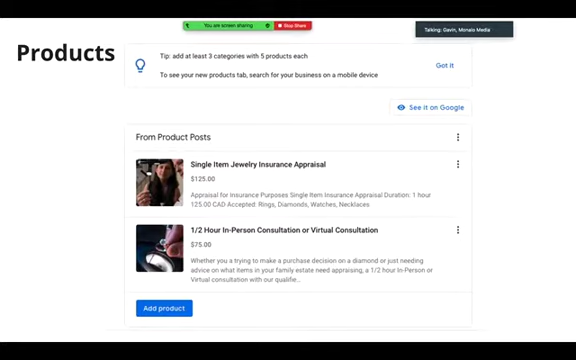 You are screen sharing
Stop Share
Talking: Gavin, Monalo Media
Products
Tip: add at least 3 categories with 5 products each
To see your new products tab, search for your business on a mobile device
Got it
See it on Google
From Product Posts
Single Item Jewelry Insurance Appraisal
$125.00
Appraisal for Insurance Purposes Single Item Insurance Appraisal Duration: 1 hour
125.00 CAD Accepted: Rings, Diamonds, Watches, Necklaces
1/2 Hour In-Person Consultation or Virtual Consultation
$75.00
Whether you a trying to make a purchase decision on a diamond or just needing
advice on what items in your family estate need appraising, a 1/2 hour In-Person or
Virtual consultation with our qualifie...
Add product